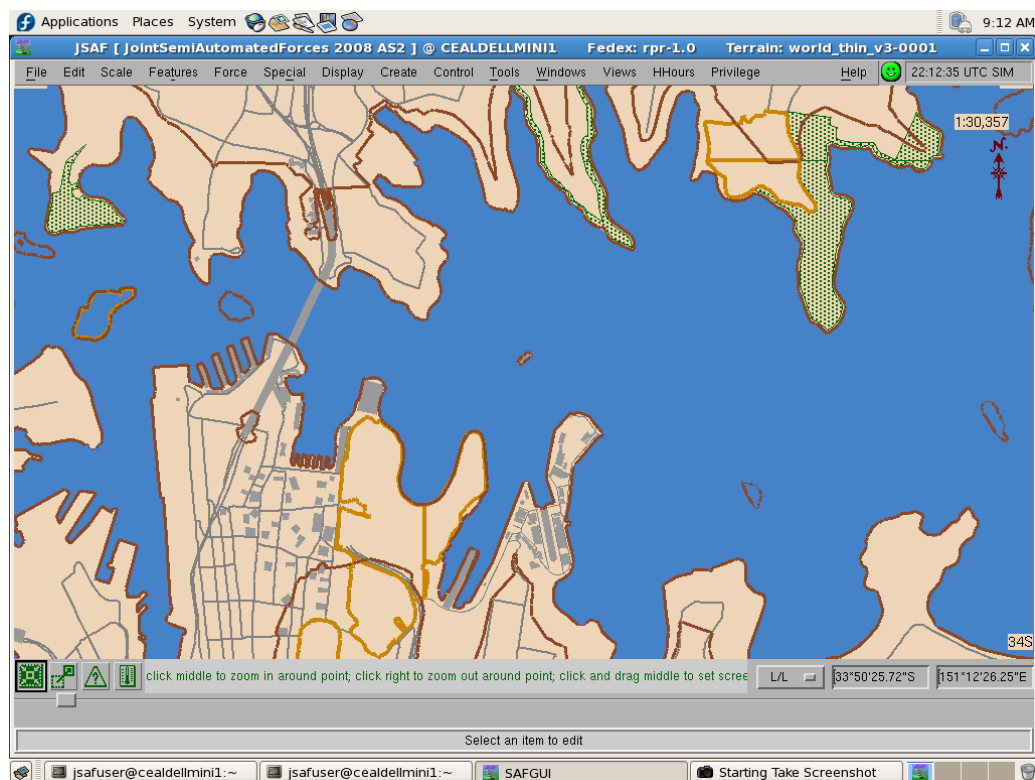 Applications Places System 9:12 AM
JSAF [ JointSemiAutomatedForces 2008 AS2 ] @ CEALDELLMINI1 Fedex: rpr-1.0 Terrain: world_thin_v3-0001
File Edit Scale Features Force Special Display Create Control Tools Windows Views HHours Privilege Help 22:12:35 UTC SIM
1:30,357
N
34S
click middle to zoom in around point; click right to zoom out around point; click and drag middle to set scree
L/L 33°50'25.72"S 151°12'26.25"E
Select an item to edit
jsafuser@cealdellmini1:~ jsafuser@cealdellmini1:~ SAFGUI Starting Take Screenshot